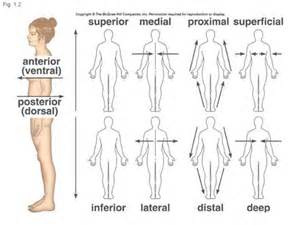 Fig. 1.2
Copyright © The McGraw-Hill Companies, Inc. Permission required for reproduction or display.
superior medial proximal superficial
anterior
(ventral)
posterior
(dorsal)
inferior lateral distal deep